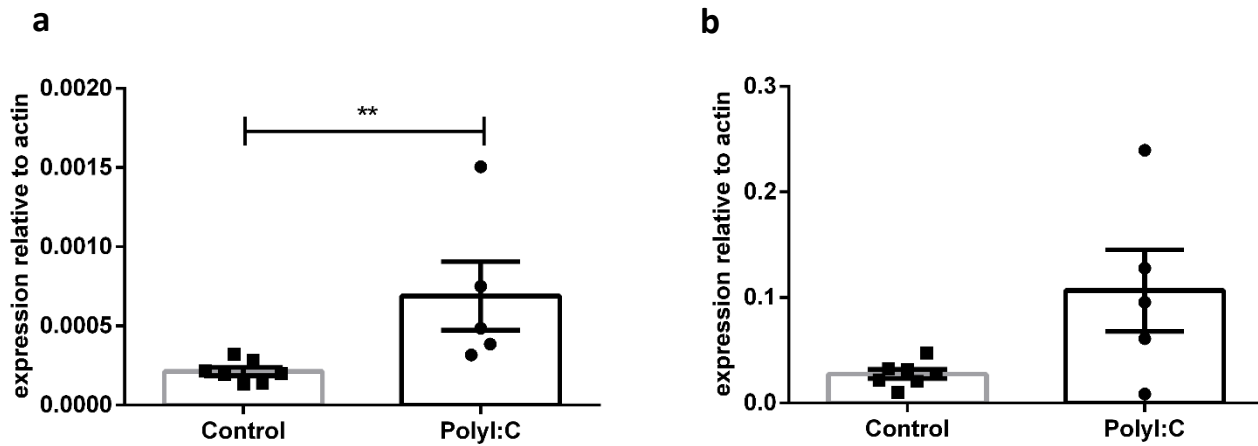 a
expression relative to actin
0.0020
0.0015
0.0010
0.0005
0.0000
**
Control
PolyI:C
b
expression relative to actin
0.3
0.2
0.1
0.0
Control
PolyI:C